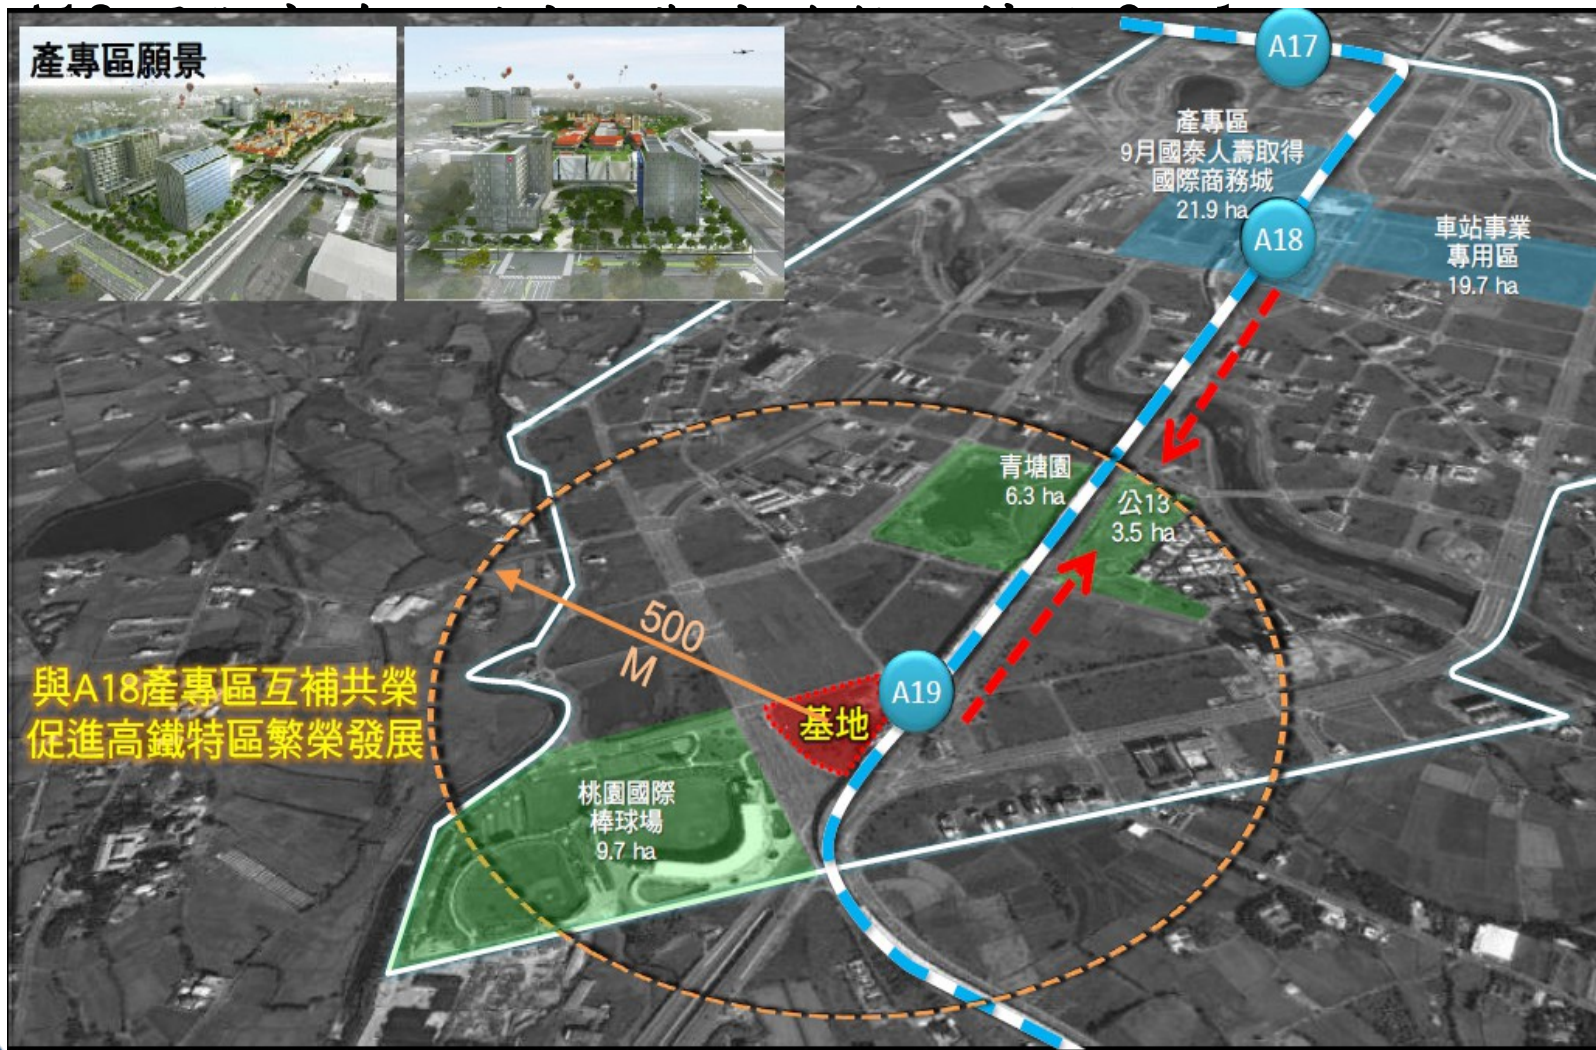 產專區願景
A17
產專區
9月國泰人壽取得
國際商務城
21.9 ha
A18
車站事業
專用區
19.7 ha
青塘園
6.3 ha
公13
3.5 ha
500
M
與A18產專區互補共榮
促進高鐵特區繁榮發展
A19
基地
桃園國際
棒球場
9.7 ha